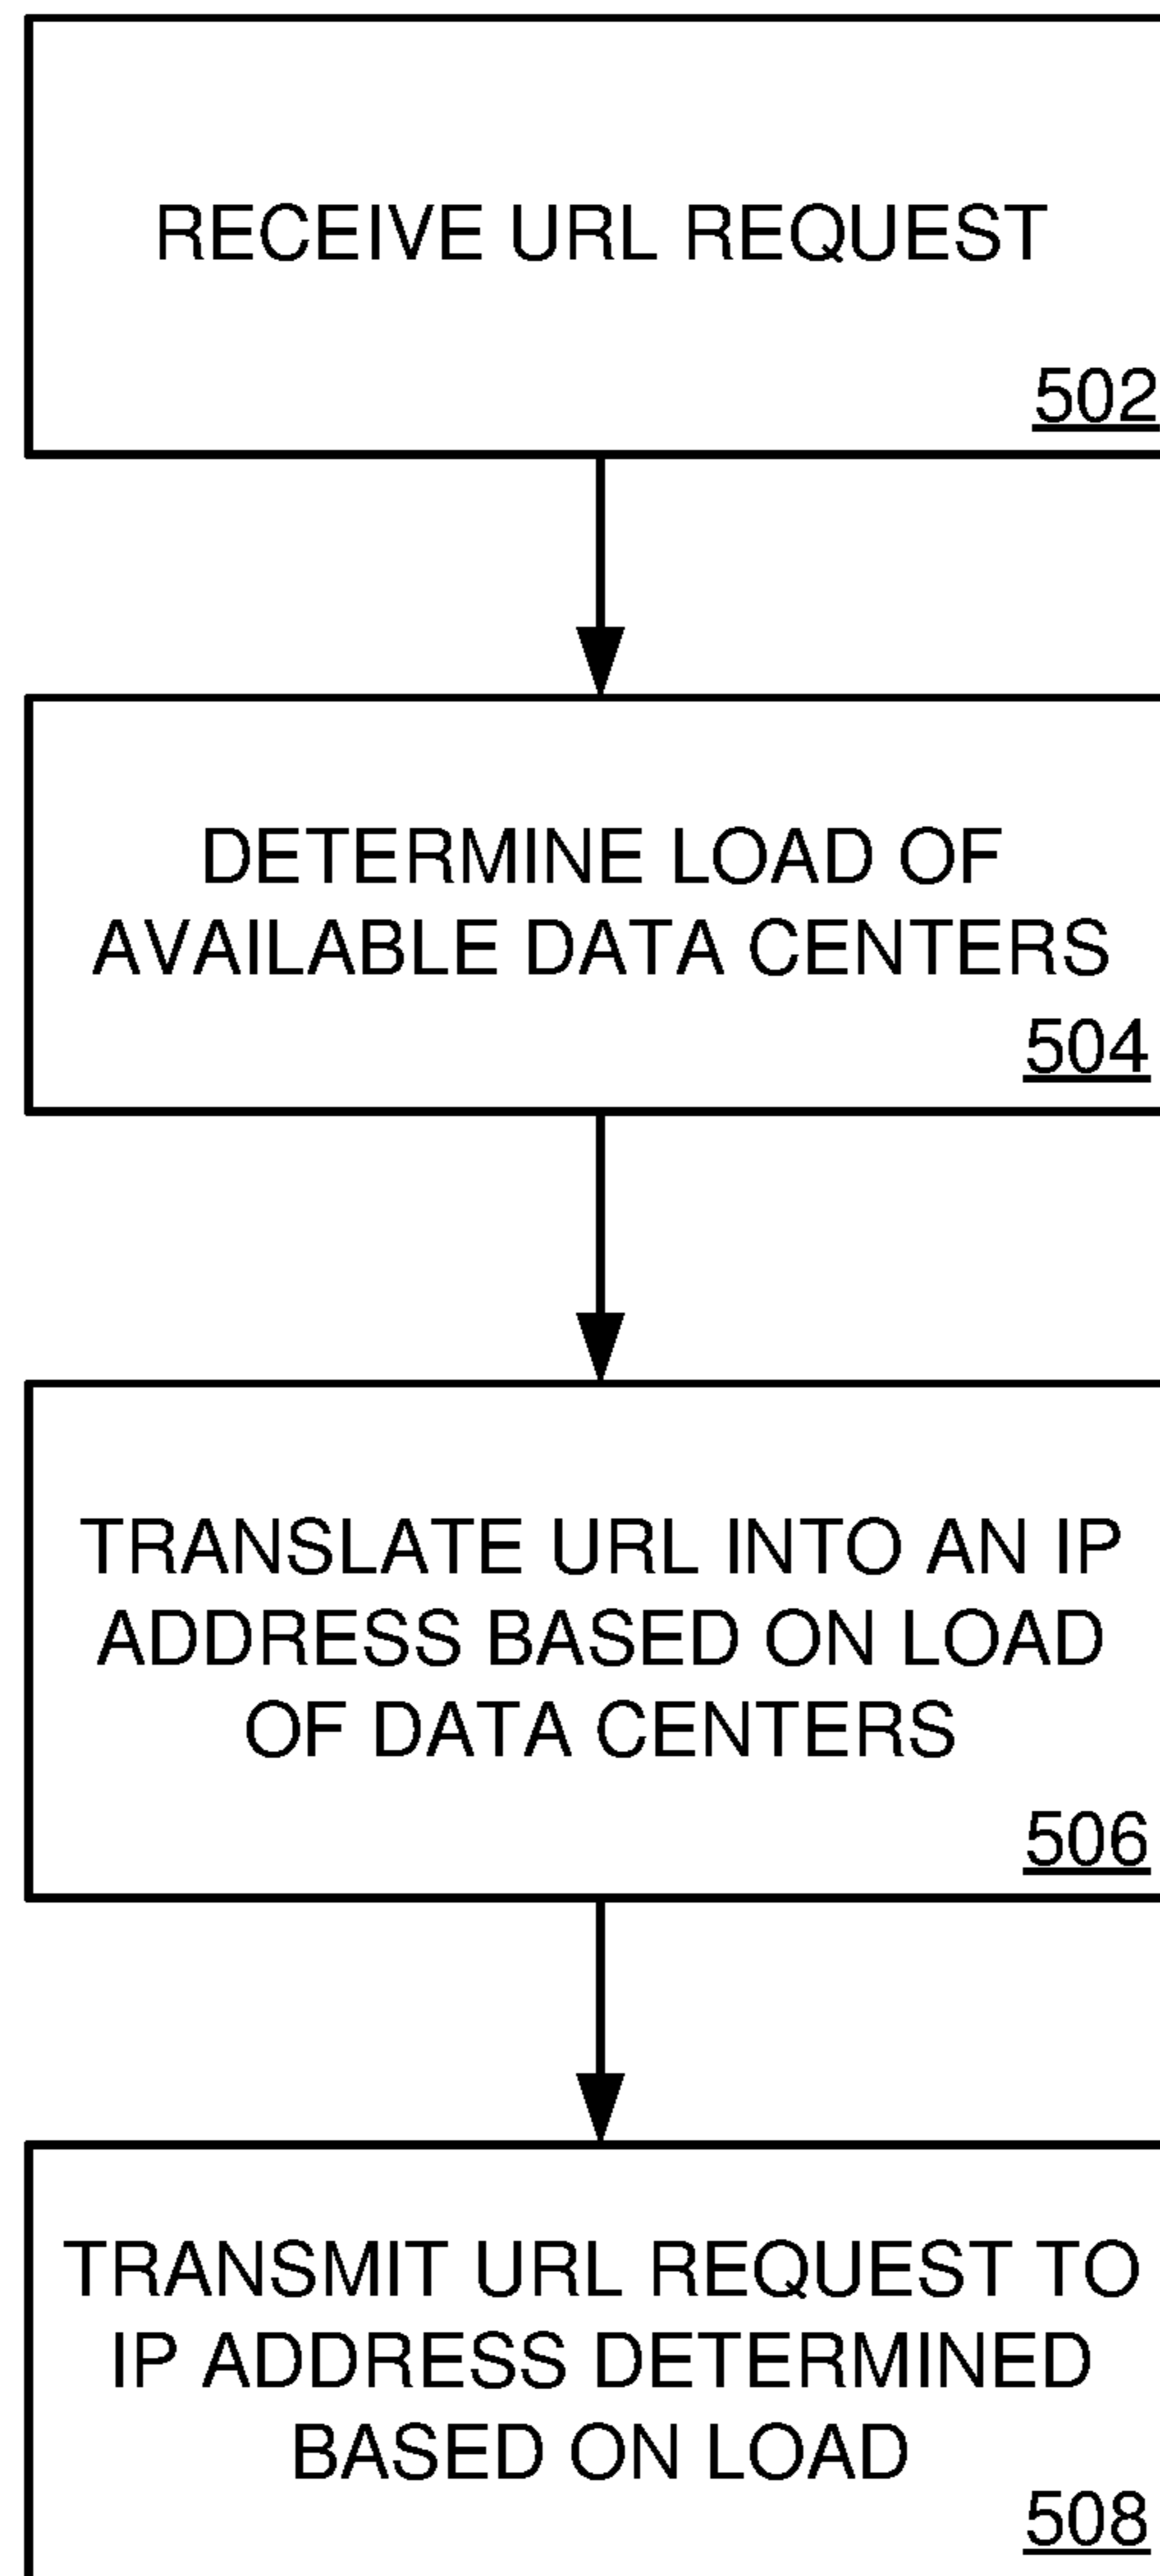 RECEIVE URL REQUEST
502
DETERMINE LOAD OF
AVAILABLE DATA CENTERS
504
TRANSLATE URL INTO AN IP
ADDRESS BASED ON LOAD
OF DATA CENTERS
506
TRANSMIT URL REQUEST TO
IP ADDRESS DETERMINED
BASED ON LOAD
508